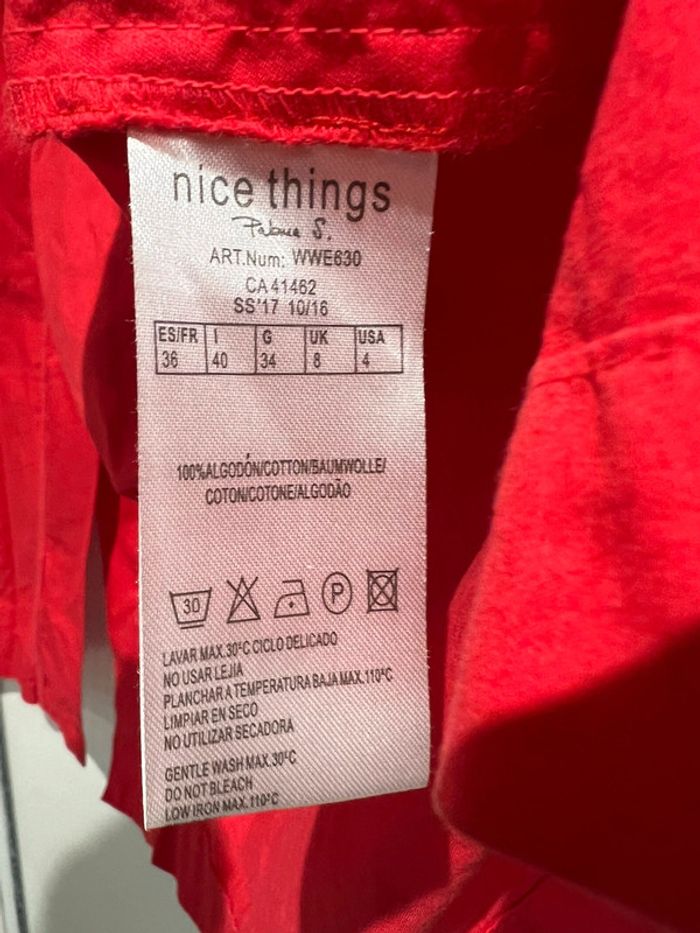 nice things
Paloma S.
ART.Num: WWE630
CA41462
SS'17 10/16
ES/FR I G UK USA
36 40 34 8 4
100%ALGODÓN/COTTON/BAUMWOLLE/
COTON/COTONE/ALGODÃO
30 P
LAVAR MAX.30°C CICLO DELICADO
NO USAR LEJIA
PLANCHAR A TEMPERATURA BAJA MAX.110°C
LIMPIAR EN SECO
NO UTILIZAR SECADORA
GENTLE WASH MAX.30°C
DO NOT BLEACH
LOW IRON MAX.110°C